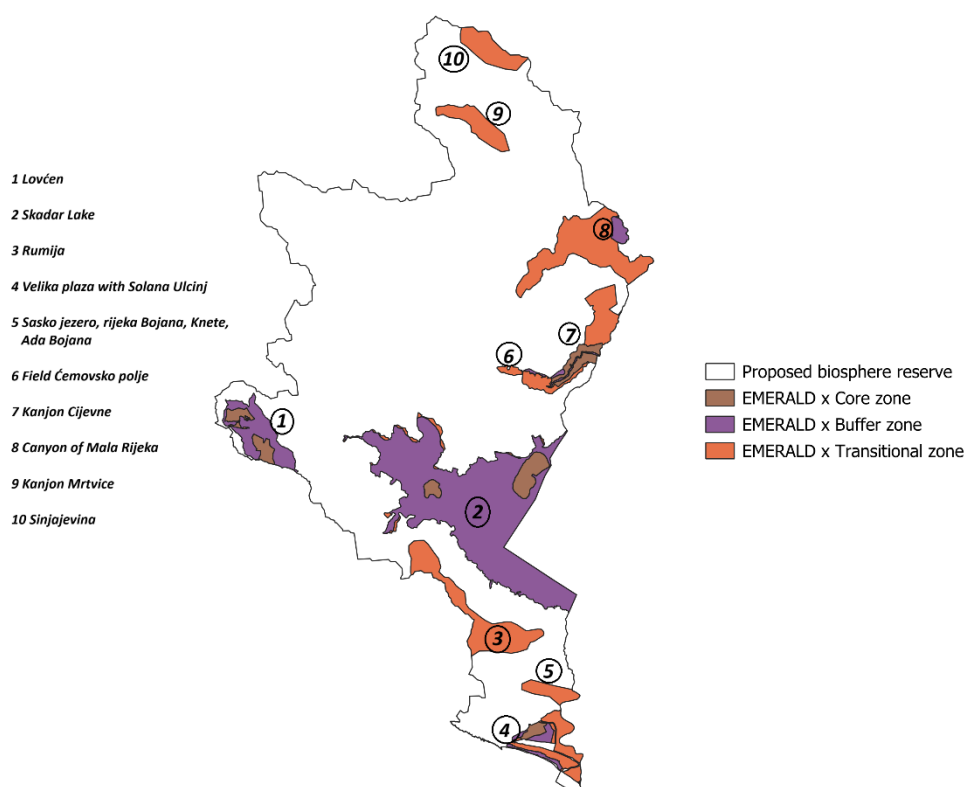 1 Lovćen
2 Skadar Lake
3 Rumija
4 Velika plaza with Solana Ulcinj
5 Sasko jezero, rijeka Bojana, Knete,
Ada Bojana
6 Field Ćemovsko polje
7 Kanjon Cijevne
8 Canyon of Mala Rijeka
9 Kanjon Mrtvice
10 Sinjajevina
10
9
8
7
6
1
2
3
5
4
Proposed biosphere reserve
EMERALD x Core zone
EMERALD x Buffer zone
EMERALD x Transitional zone